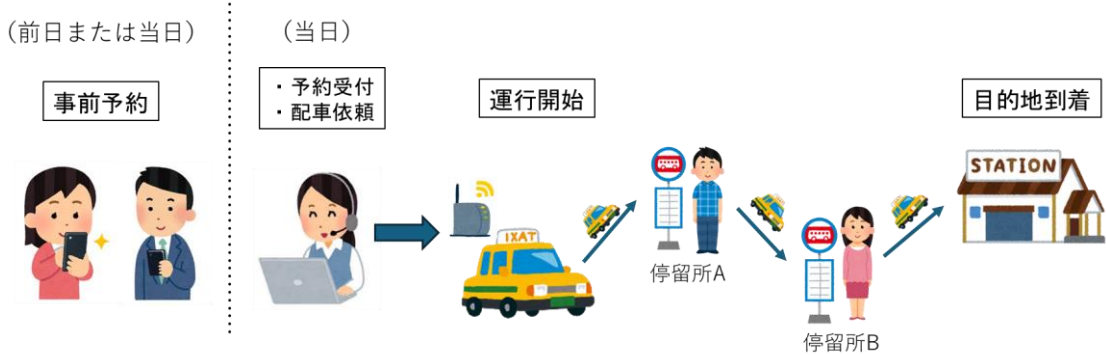 （前日または当日）
（当日）
事前予約
・予約受付
・配車依頼
運行開始
目的地到着
STATION
IXAT
停留所A
停留所B